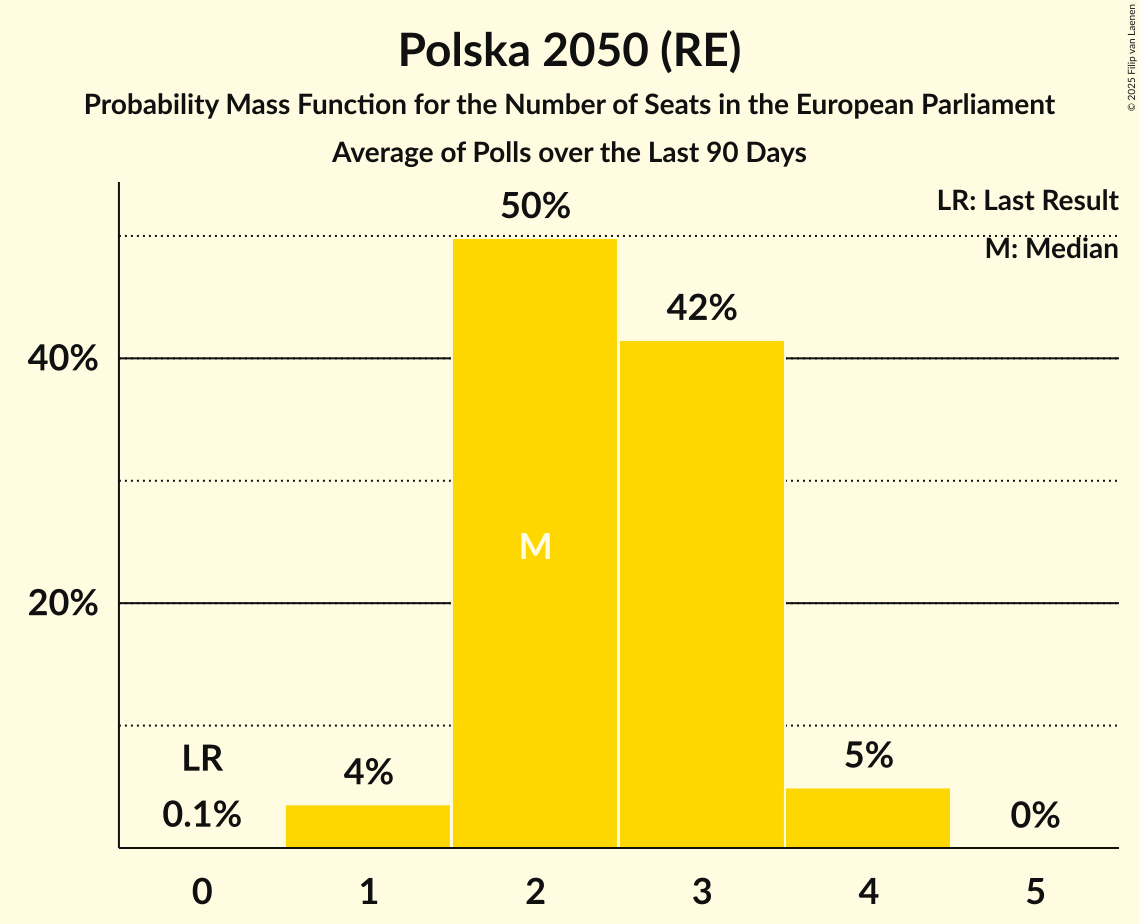 Polska 2050 (RE)
Probability Mass Function for the Number of Seats in the European Parliament
Average of Polls over the Last 90 Days
© 2025 Filip van Laenen
LR: Last Result
M: Median
50%
42%
40%
M
20%
LR
0.1%
4%
5%
0%
0 1 2 3 4 5